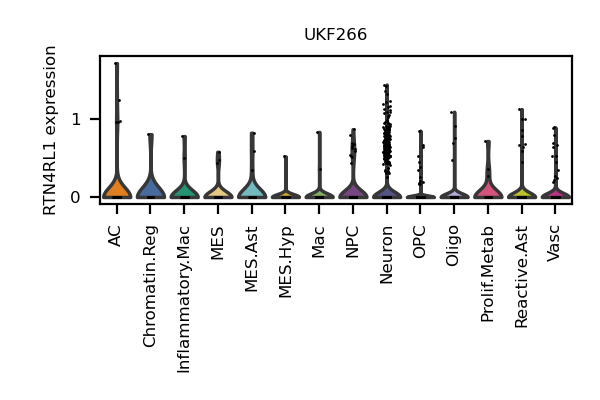 UKF266
RTN4RL1 expression
1
0
AC
Chromatin.Reg
Inflammatory.Mac
MES
MES.Ast
MES.Hyp
Mac
NPC
Neuron
OPC
Oligo
Prolif.Metab
Reactive.Ast
Vasc